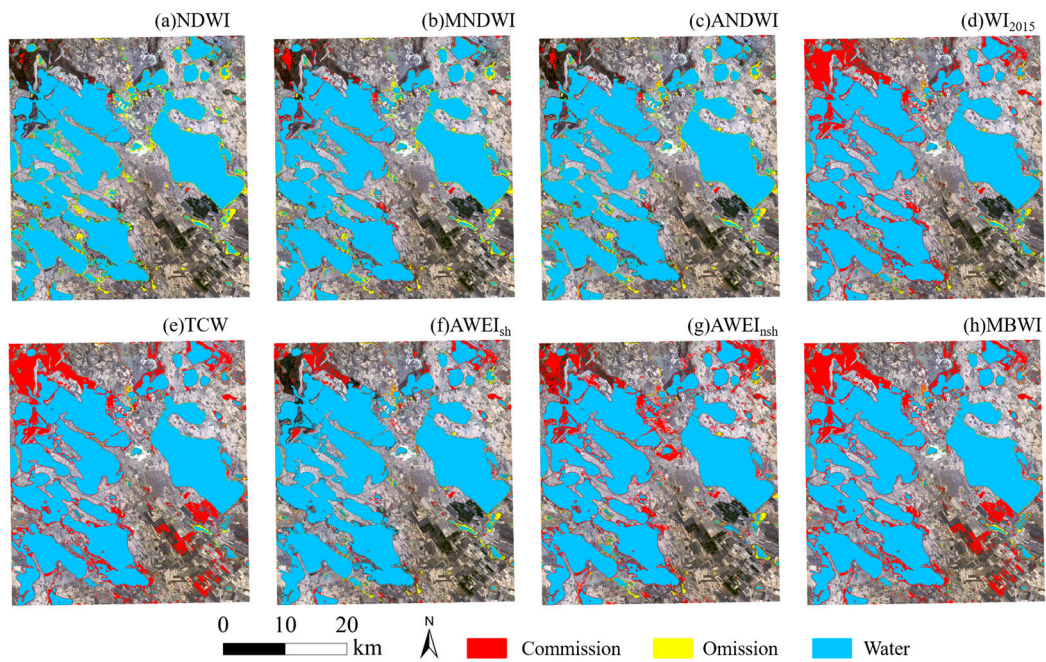 (a)NDWI
(b)MNDWI
(c)ANDWI
(d)WI2015
(e)TCW
(f)AWEIsh
(g)AWEInsh
(h)MBWI
0 10 20
km
N
Commission
Omission
Water